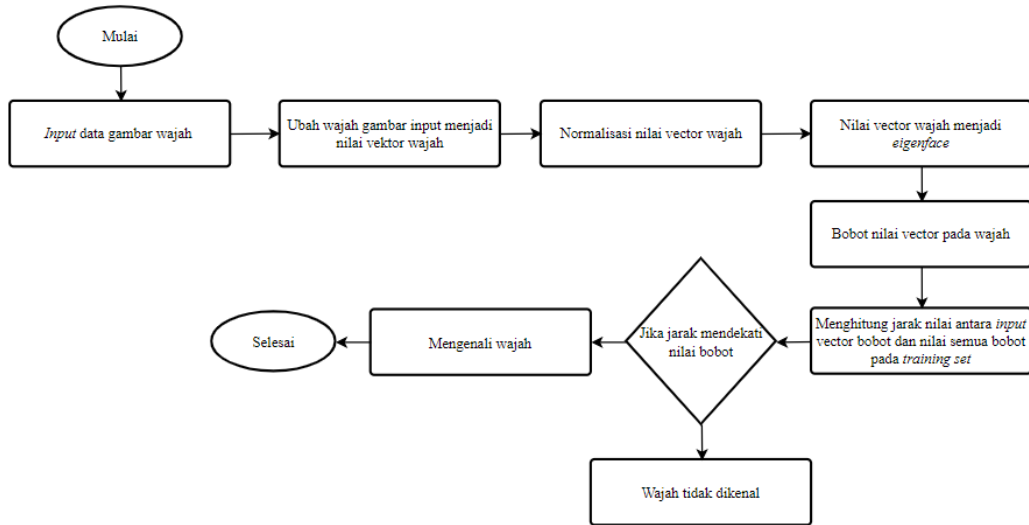 Mulai
Input data gambar wajah
Ubah wajah gambar input menjadi
nilai vektor wajah
Normalisasi nilai vector wajah
Nilai vector wajah menjadi
eigenface
Bobot nilai vector pada wajah
Menghitung jarak nilai antara input
vector bobot dan nilai semua bobot
pada training set
Jika jarak mendekati
nilai bobot
Mengenali wajah
Selesai
Wajah tidak dikenal